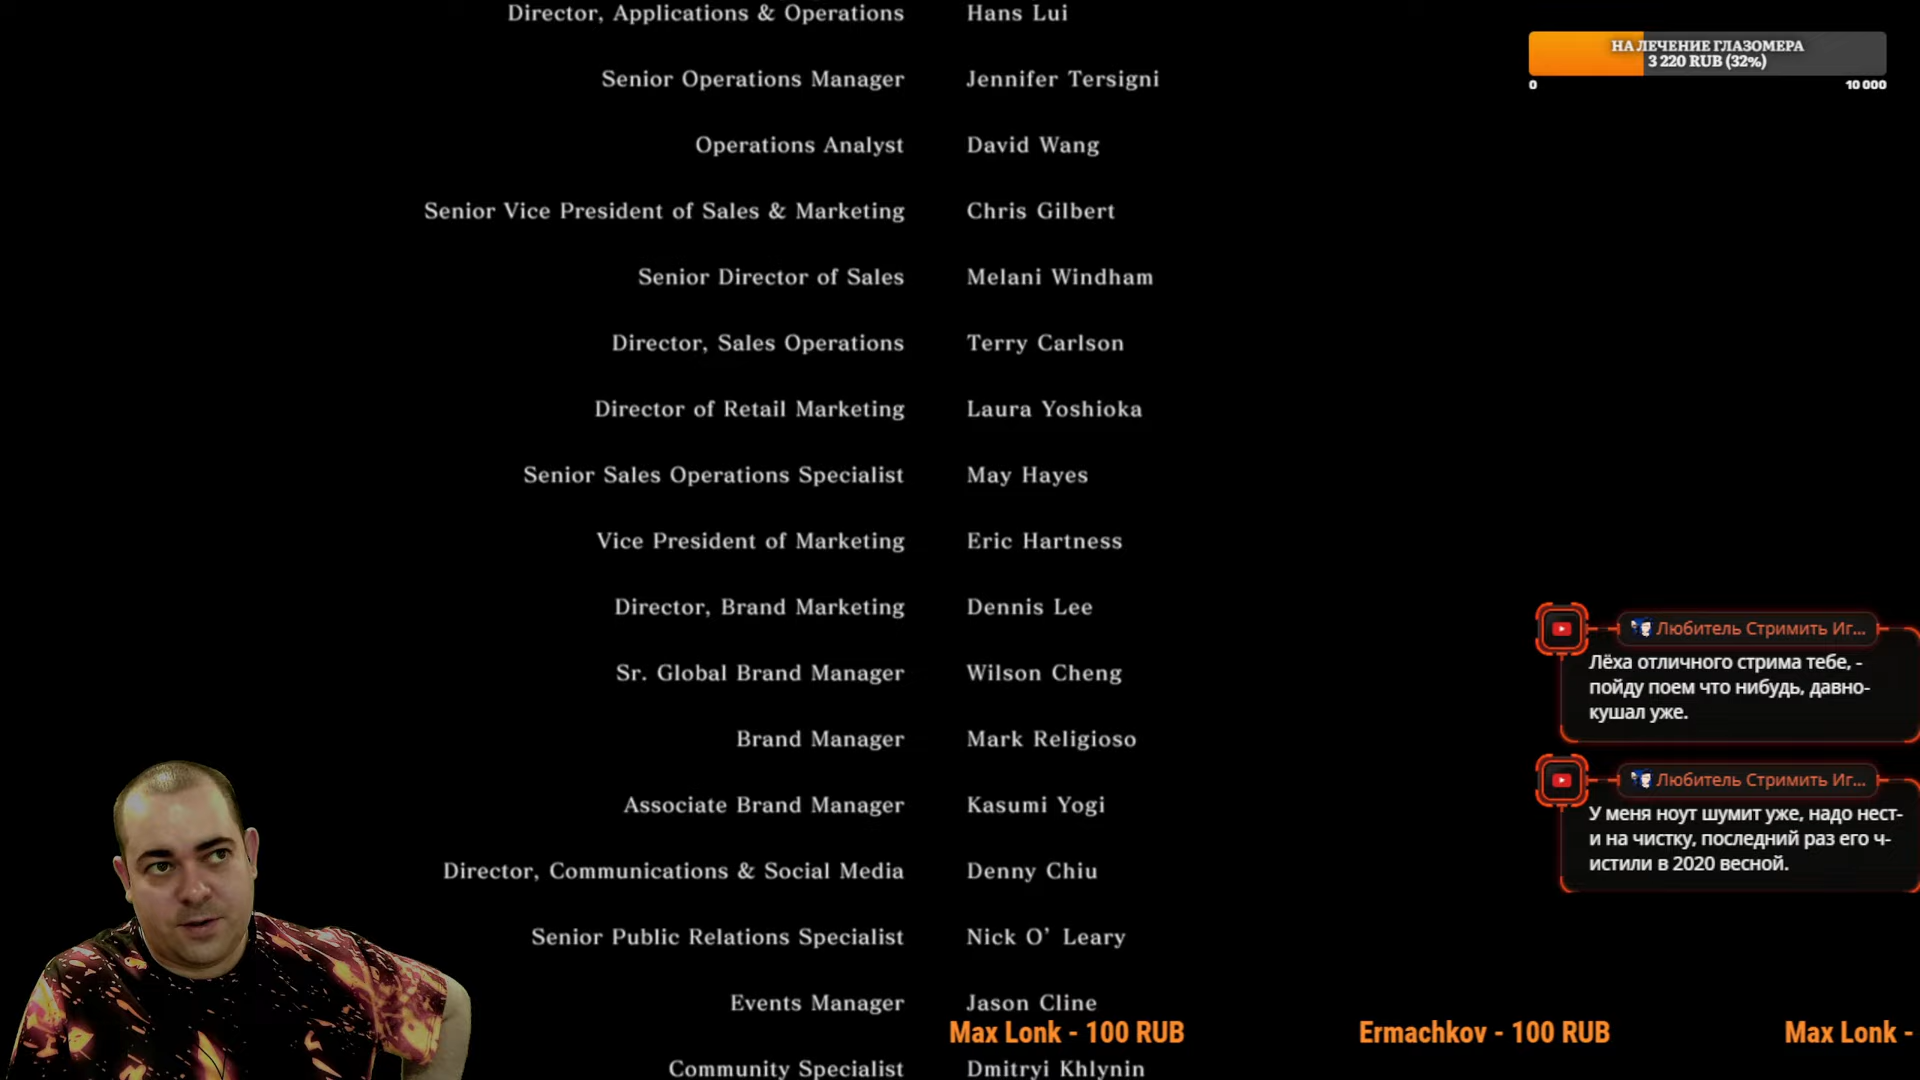 Director, Applications & Operations Hans Lui
Senior Operations Manager Jennifer Tersigni
Operations Analyst David Wang
Senior Vice President of Sales & Marketing Chris Gilbert
Senior Director of Sales Melani Windham
Director, Sales Operations Terry Carlson
Director of Retail Marketing Laura Yoshioka
Senior Sales Operations Specialist May Hayes
Vice President of Marketing Eric Hartness
Director, Brand Marketing Dennis Lee
Sr. Global Brand Manager Wilson Cheng
Brand Manager Mark Religioso
Associate Brand Manager Kasumi Yogi
Director, Communications & Social Media Denny Chiu
Senior Public Relations Specialist Nick O' Leary
Events Manager Jason Cline
Community Specialist Dmitryi Khlynin
НА ЛЕЧЕНИЕ ГЛАЗОМЕРА
3 220 RUB (32%)
0 10 000
Любитель Стримить Иг...
Лёха отличного стрима тебе, -
пойду поем что нибудь, давно-
кушал уже.
Любитель Стримить Иг...
У меня ноут шумит уже, надо нест-
и на чистку, последний раз его ч-
истили в 2020 весной.
Max Lonk - 100 RUB Ermachkov - 100 RUB Max Lonk -